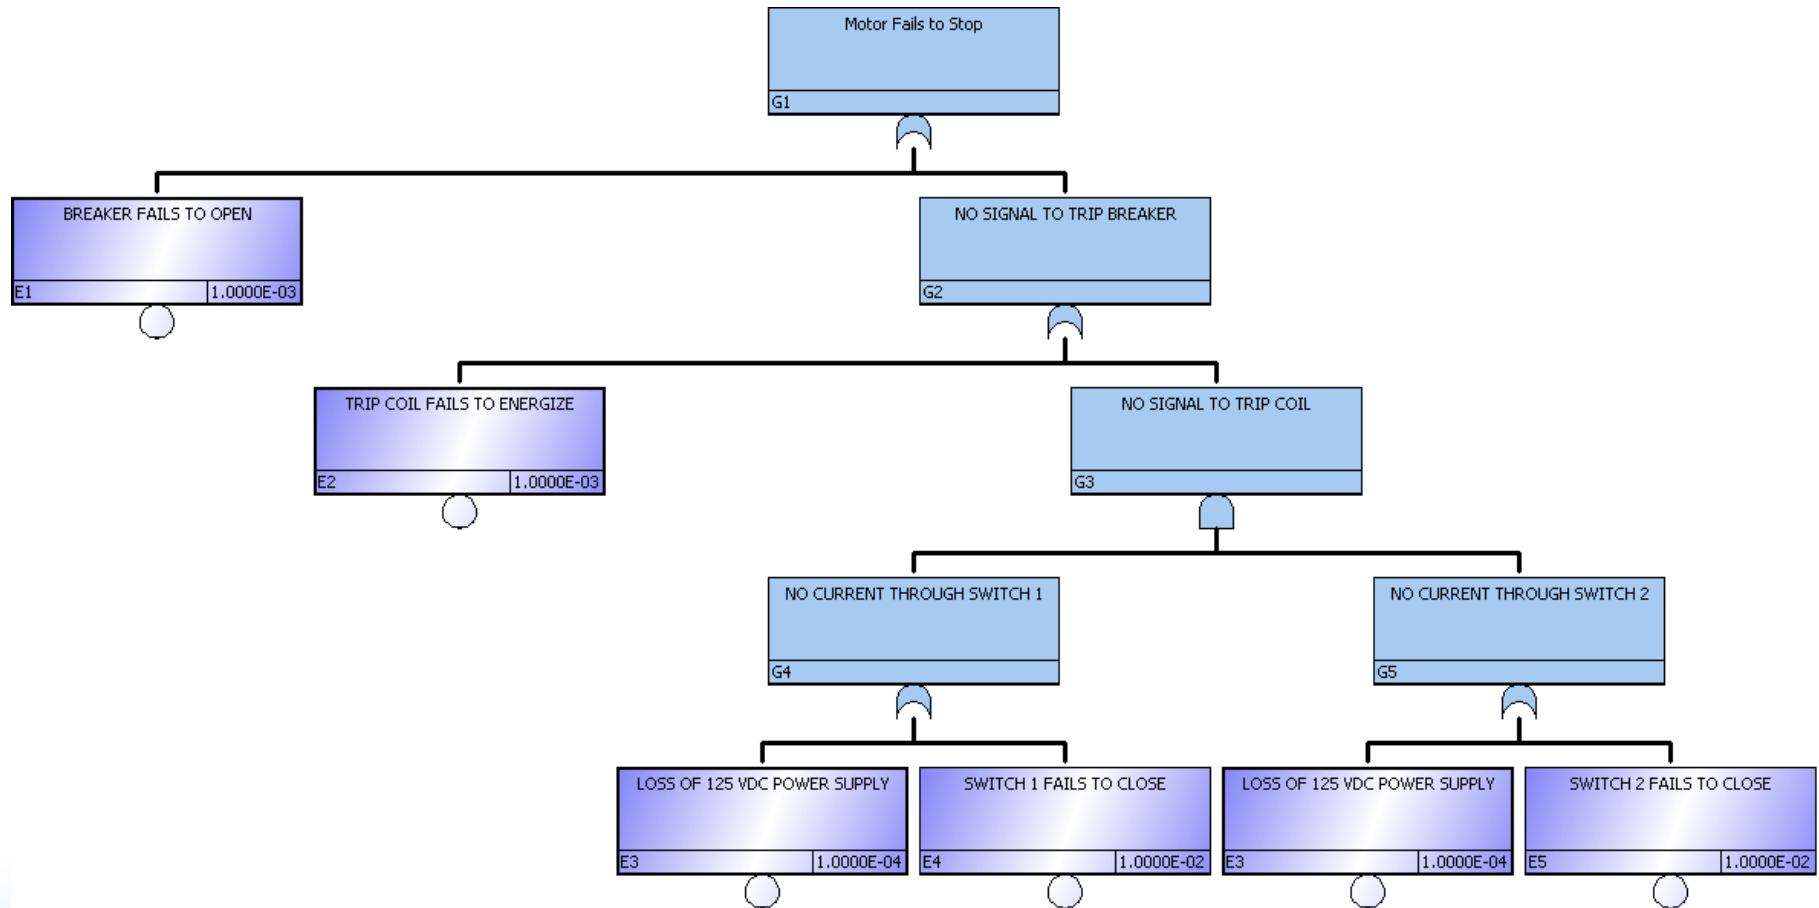 Motor Fails to Stop
G1
BREAKER FAILS TO OPEN
E1 1.0000E-03
NO SIGNAL TO TRIP BREAKER
G2
TRIP COIL FAILS TO ENERGIZE
E2 1.0000E-03
NO SIGNAL TO TRIP COIL
G3
NO CURRENT THROUGH SWITCH 1
G4
NO CURRENT THROUGH SWITCH 2
G5
LOSS OF 125 VDC POWER SUPPLY
E3 1.0000E-04
SWITCH 1 FAILS TO CLOSE
E4 1.0000E-02
LOSS OF 125 VDC POWER SUPPLY
E3 1.0000E-04
SWITCH 2 FAILS TO CLOSE
E5 1.0000E-02